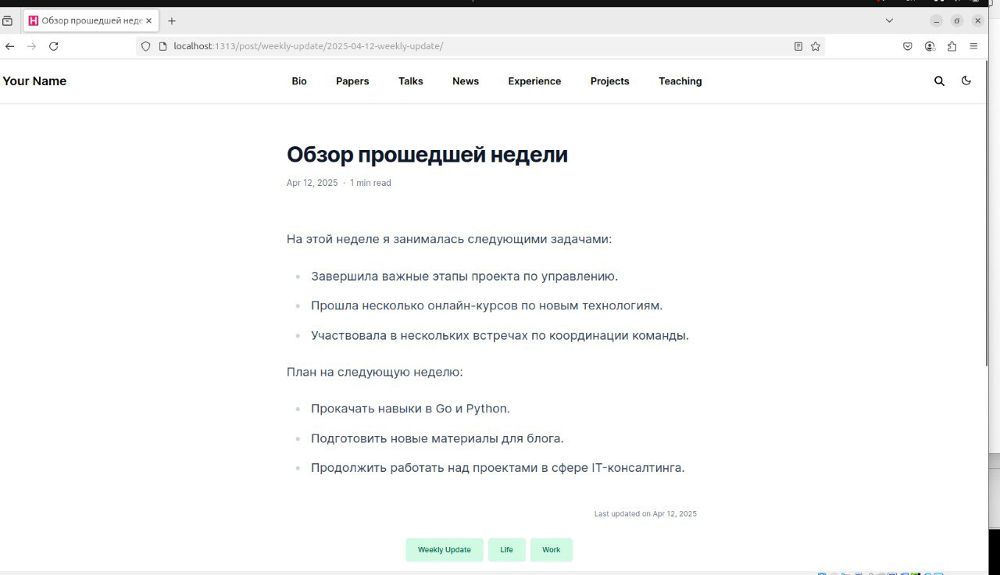 Обзор прошедшей неде
localhost:1313/post/weekly-update/2025-04-12-weekly-update/
Your Name
Bio
Papers
Talks
News
Experience
Projects
Teaching
Обзор прошедшей недели
Apr 12, 2025 · 1 min read
На этой неделе я занималась следующими задачами:
Завершила важные этапы проекта по управлению.
Прошла несколько онлайн-курсов по новым технологиям.
Участвовала в нескольких встречах по координации команды.
План на следующую неделю:
Прокачать навыки в Go и Python.
Подготовить новые материалы для блога.
Продолжить работать над проектами в сфере IT-консалтинга.
Last updated on Apr 12, 2025
Weekly Update
Life
Work